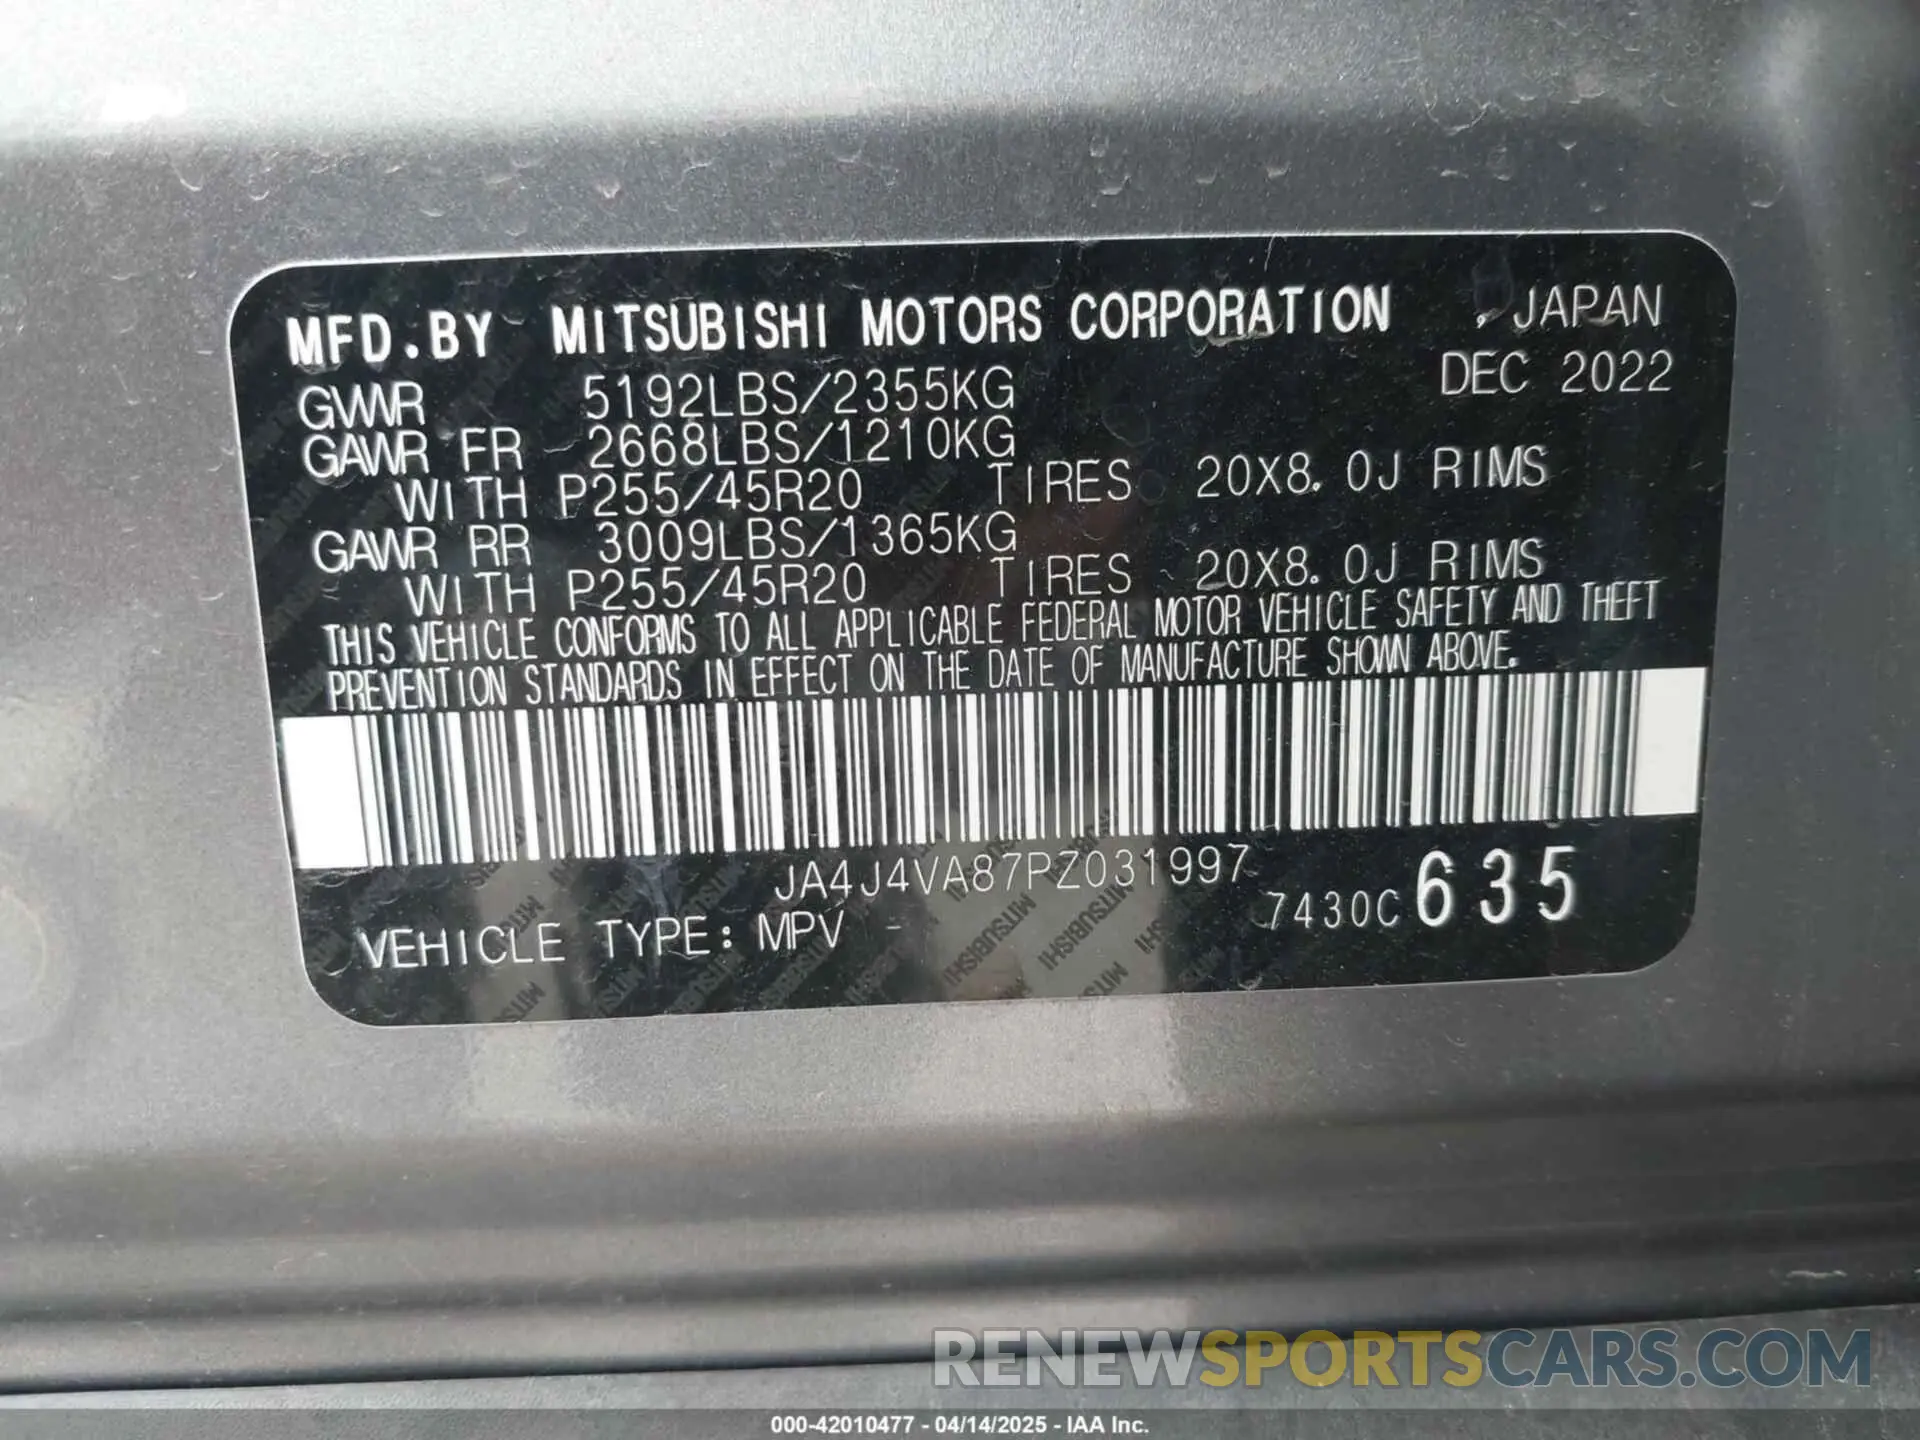 MFD.BY MITSUBISHI MOTORS CORPORATION , JAPAN
DEC 2022
GVWR 5192LBS/2355KG
GAWR FR 2668LBS/1210KG
WITH P255/45R20 TIRES 20X8.0J RIMS
GAWR RR 3009LBS/1365KG
WITH P255/45R20 TIRES 20X8.0J RIMS
THIS VEHICLE CONFORMS TO ALL APPLICABLE FEDERAL MOTOR VEHICLE SAFETY AND THEFT
PREVENTION STANDARDS IN EFFECT ON THE DATE OF MANUFACTURE SHOWN ABOVE.
JA4J4VA87PZ031997
VEHICLE TYPE: MPV - 7430C 635
RENEWSPORTSCARS.COM
000-42010477 - 04/14/2025 - IAA Inc.